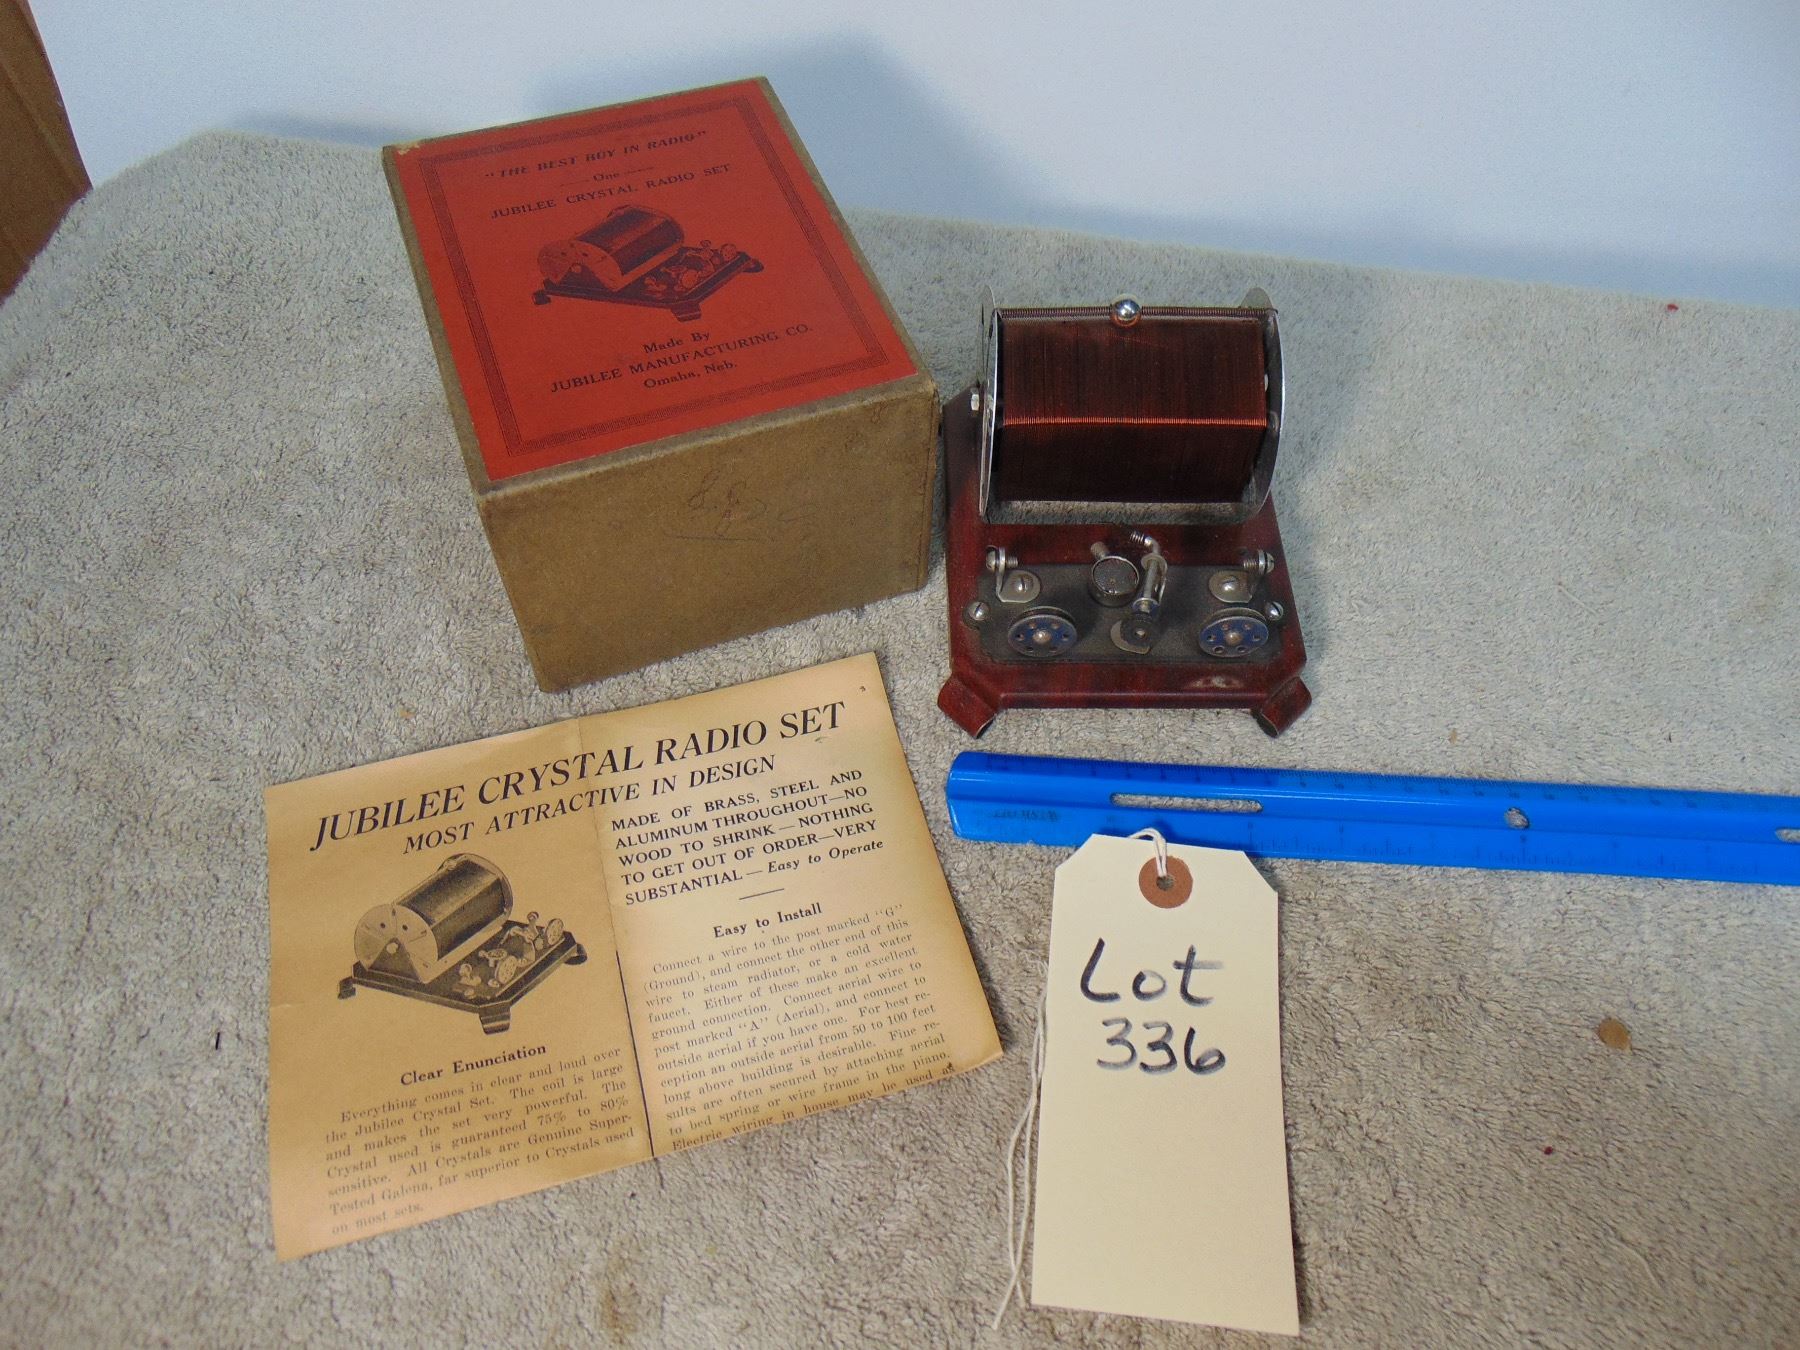 "THE BEST BUY IN RADIO"
One
JUBILEE CRYSTAL RADIO SET
Made By
JUBILEE MANUFACTURING CO.
Omaha, Neb.
3
JUBILEE CRYSTAL RADIO SET
MOST ATTRACTIVE IN DESIGN
Clear Enunciation
Everything comes in clear and loud over
the Jubilee Crystal Set. The coil is large
and makes the set very powerful. The
Crystal used is guaranteed 75% to 80%
sensitive. All Crystals are Genuine Super-
Tested Galena, far superior to Crystals used
on most sets.
MADE OF BRASS, STEEL AND
ALUMINUM THROUGHOUT—NO
WOOD TO SHRINK — NOTHING
TO GET OUT OF ORDER—VERY
SUBSTANTIAL — Easy to Operate
Easy to Install
Connect a wire to the post marked "G"
(Ground), and connect the other end of this
wire to steam radiator, or a cold water
faucet. Either of these make an excellent
ground connection. Connect aerial wire to
post marked "A" (Aerial), and connect to
outside aerial if you have one. For best re-
ception an outside aerial from 50 to 100 feet
long above building is desirable. Fine re-
sults are often secured by attaching aerial
to bed spring or wire frame in the piano.
Electric wiring in house may be used as
Lot
336